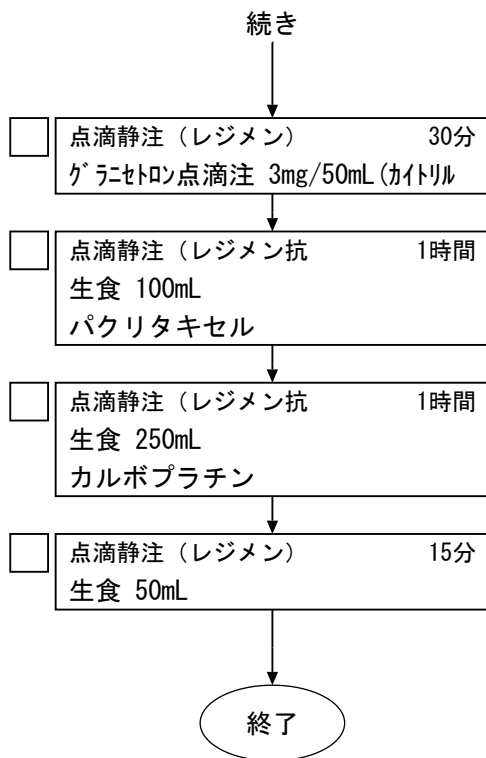 続き
点滴静注（レジメン） 30分
グラニセトロン点滴注 3mg/50mL(カイトリル
点滴静注（レジメン抗 1時間
生食 100mL
パクリタキセル
点滴静注（レジメン抗 1時間
生食 250mL
カルボプラチン
点滴静注（レジメン） 15分
生食 50mL
終了